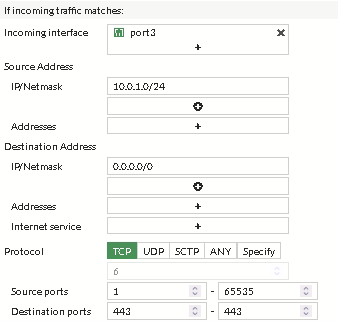 If incoming traffic matches:
Incoming interface port3 ✖
+
Source Address
IP/Netmask 10.0.1.0/24
+
Addresses +
Destination Address
IP/Netmask 0.0.0.0/0
+
Addresses +
Internet service +
Protocol TCP UDP SCTP ANY Specify
6
Source ports 1 - 65535
Destination ports 443 - 443